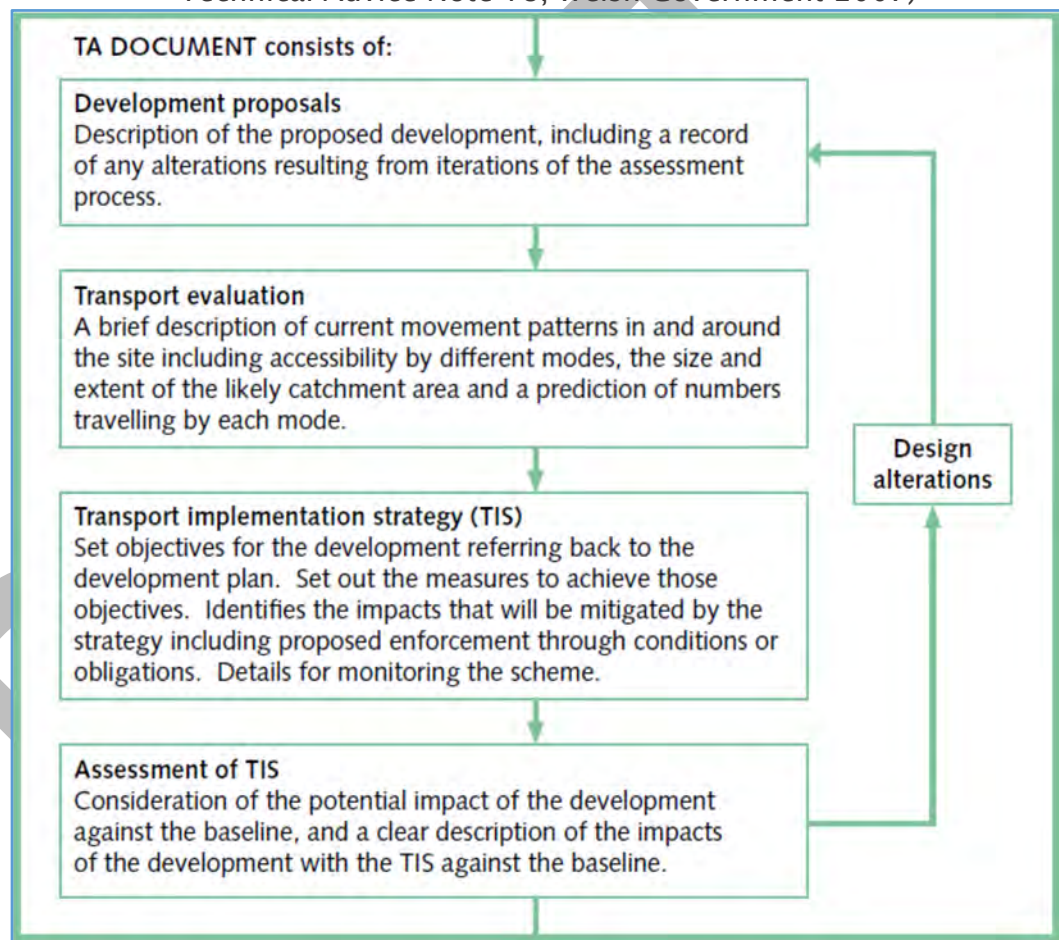 Technical Advice Note 18, Welsh Government 2007)
TA DOCUMENT consists of:
Development proposals
Description of the proposed development, including a record
of any alterations resulting from iterations of the assessment
process.
Transport evaluation
A brief description of current movement patterns in and around
the site including accessibility by different modes, the size and
extent of the likely catchment area and a prediction of numbers
travelling by each mode.
Transport implementation strategy (TIS)
Set objectives for the development referring back to the
development plan. Set out the measures to achieve those
objectives. Identifies the impacts that will be mitigated by the
strategy including proposed enforcement through conditions or
obligations. Details for monitoring the scheme.
Assessment of TIS
Consideration of the potential impact of the development
against the baseline, and a clear description of the impacts
of the development with the TIS against the baseline.
Design
alterations